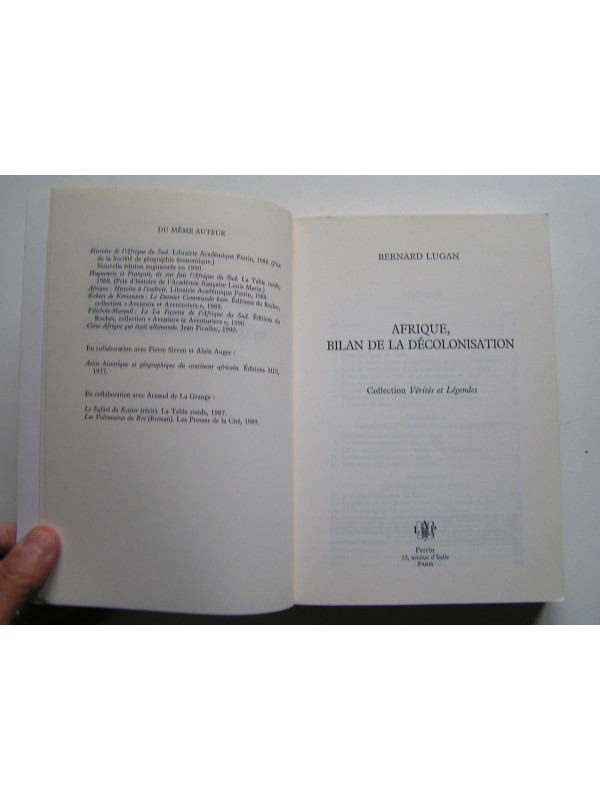 DU MÊME AUTEUR
Histoire de l'Afrique du Sud. Librairie Académique Perrin, 1986. (Prix
de la Société de géographie économique.)
Nouvelle édition augmentée en 1990.
Huguenots et Français, ils ont fait l'Afrique du Sud. La Table ronde,
1988. (Prix d'histoire de l'Académie française Louis Marin.)
Afrique : Histoire à l'endroit. Librairie Académique Perrin, 1989.
Robert de Kersauson : Le Dernier Commando boer. Éditions du Rocher,
collection « Aventure et Aventuriers », 1989.
Villebois-Mareuil : La Fayette de l'Afrique du Sud. Éditions du
Rocher, collection « Aventure et Aventuriers », 1990.
Cette Afrique qui était allemande. Jean Picollec, 1990.
En collaboration avec Pierre Sirven et Alain Auger :
Atlas historique et géographique du continent africain. Éditions MDI,
1977.
En collaboration avec Arnaud de La Grange :
Le Safari du Kaiser (récit). La Table ronde, 1987.
Les Volontaires du Roi (Roman). Les Presses de la Cité, 1989.
BERNARD LUGAN
AFRIQUE,
BILAN DE LA DÉCOLONISATION
Collection Vérités et Légendes
Perrin
12, avenue d'Italie
PARIS